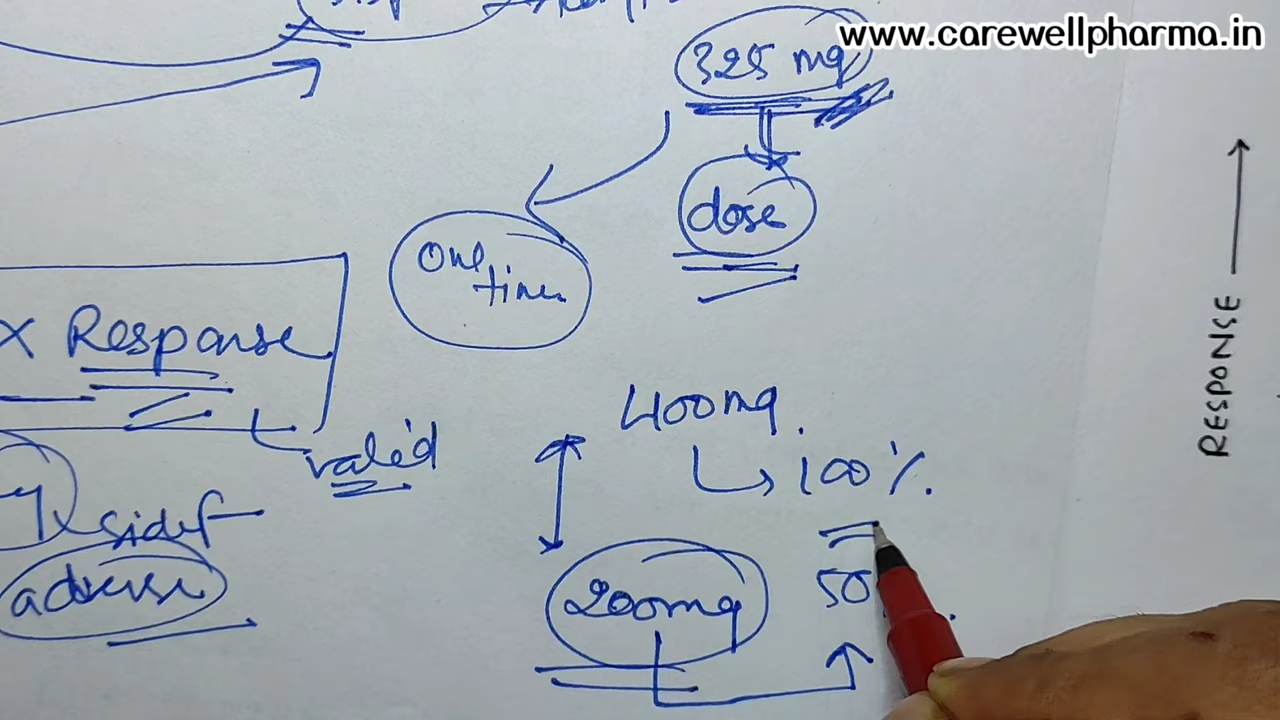 www.carewellpharma.in
325 mg
dose
One
time
X Response
valid
400mg.
100%.
y
sidef
adverse
200mg
50
RESPONSE